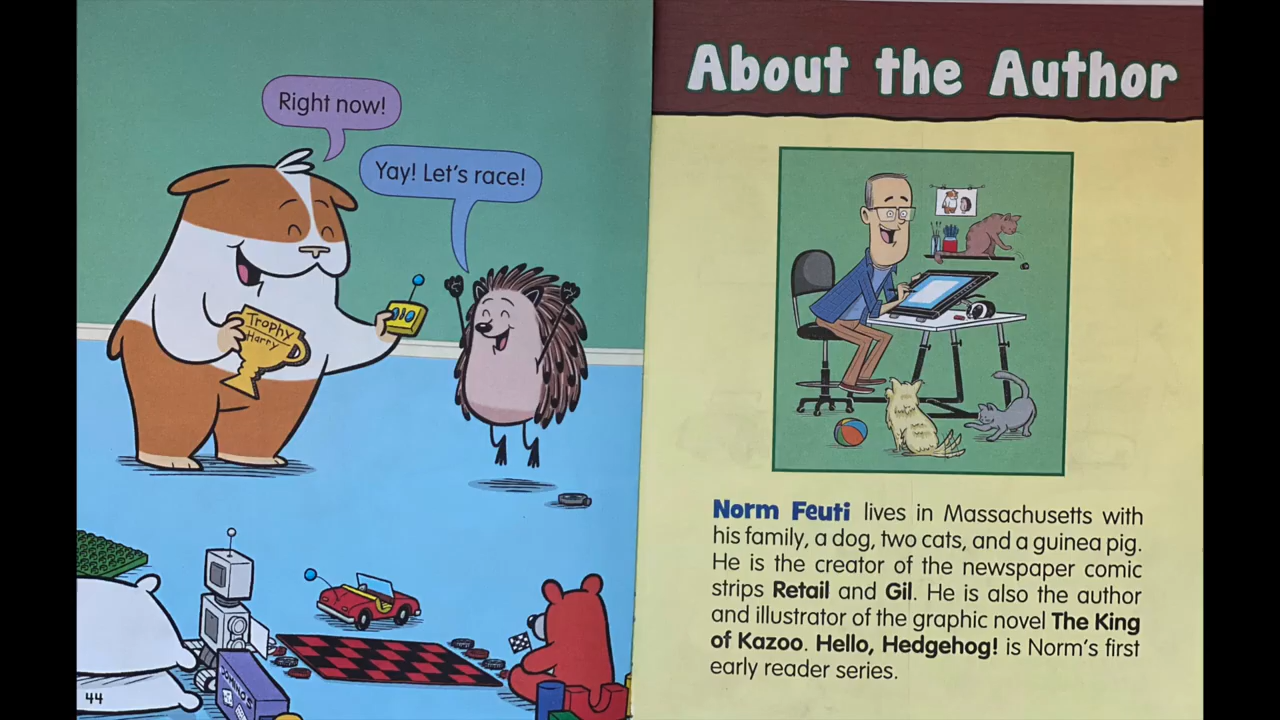 Right now!
Yay! Let's race!
Trophy
Harry
DOMINOS
44
About the Author
Norm Feuti lives in Massachusetts with
his family, a dog, two cats, and a guinea pig.
He is the creator of the newspaper comic
strips Retail and Gil. He is also the author
and illustrator of the graphic novel The King
of Kazoo. Hello, Hedgehog! is Norm's first
early reader series.